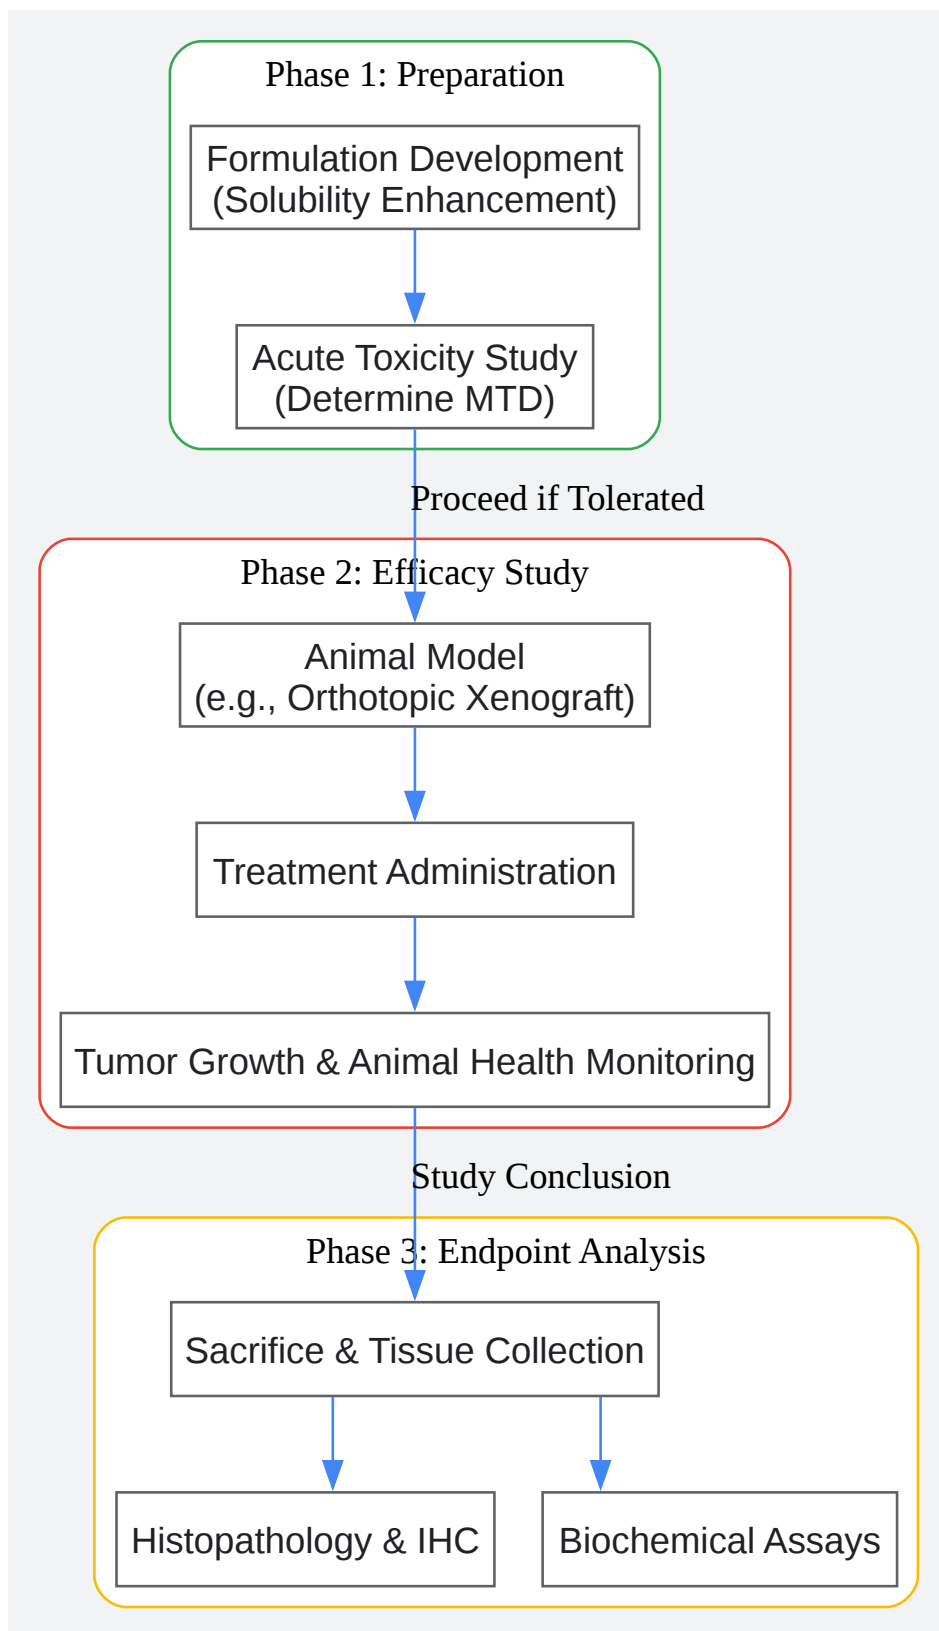 Phase 1: Preparation
Formulation Development
(Solubility Enhancement)
Acute Toxicity Study
(Determine MTD)
Proceed if Tolerated
Phase 2: Efficacy Study
Animal Model
(e.g., Orthotopic Xenograft)
Treatment Administration
Tumor Growth & Animal Health Monitoring
Study Conclusion
Phase 3: Endpoint Analysis
Sacrifice & Tissue Collection
Histopathology & IHC
Biochemical Assays